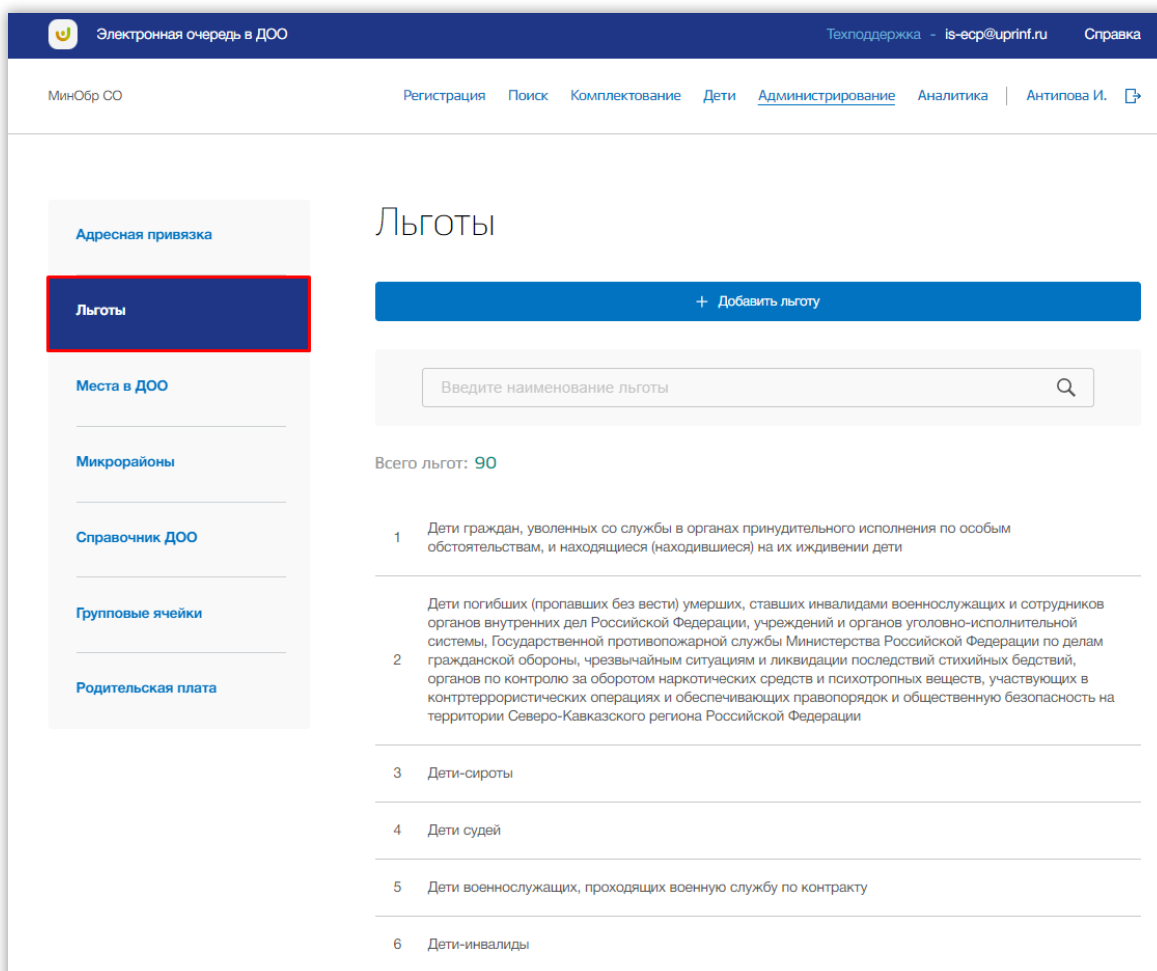 Электронная очередь в ДОО
Техподдержка - is-ecp@uprinf.ru Справка
МинОбр СО
Регистрация Поиск Комплектование Дети Администрирование Аналитика Антипова И.
Адресная привязка
Льготы
Места в ДОО
Микрорайоны
Справочник ДОО
Групповые ячейки
Родительская плата
Льготы
+ Добавить льготу
Введите наименование льготы
Всего льгот: 90
1 Дети граждан, уволенных со службы в органах принудительного исполнения по особым
обстоятельствам, и находящиеся (находившиеся) на их иждивении дети
2 Дети погибших (пропавших без вести) умерших, ставших инвалидами военнослужащих и сотрудников
органов внутренних дел Российской Федерации, учреждений и органов уголовно-исполнительной
системы, Государственной противопожарной службы Министерства Российской Федерации по делам
гражданской обороны, чрезвычайным ситуациям и ликвидации последствий стихийных бедствий,
органов по контролю за оборотом наркотических средств и психотропных веществ, участвующих в
контртеррористических операциях и обеспечивающих правопорядок и общественную безопасность на
территории Северо-Кавказского региона Российской Федерации
3 Дети-сироты
4 Дети судей
5 Дети военнослужащих, проходящих военную службу по контракту
6 Дети-инвалиды